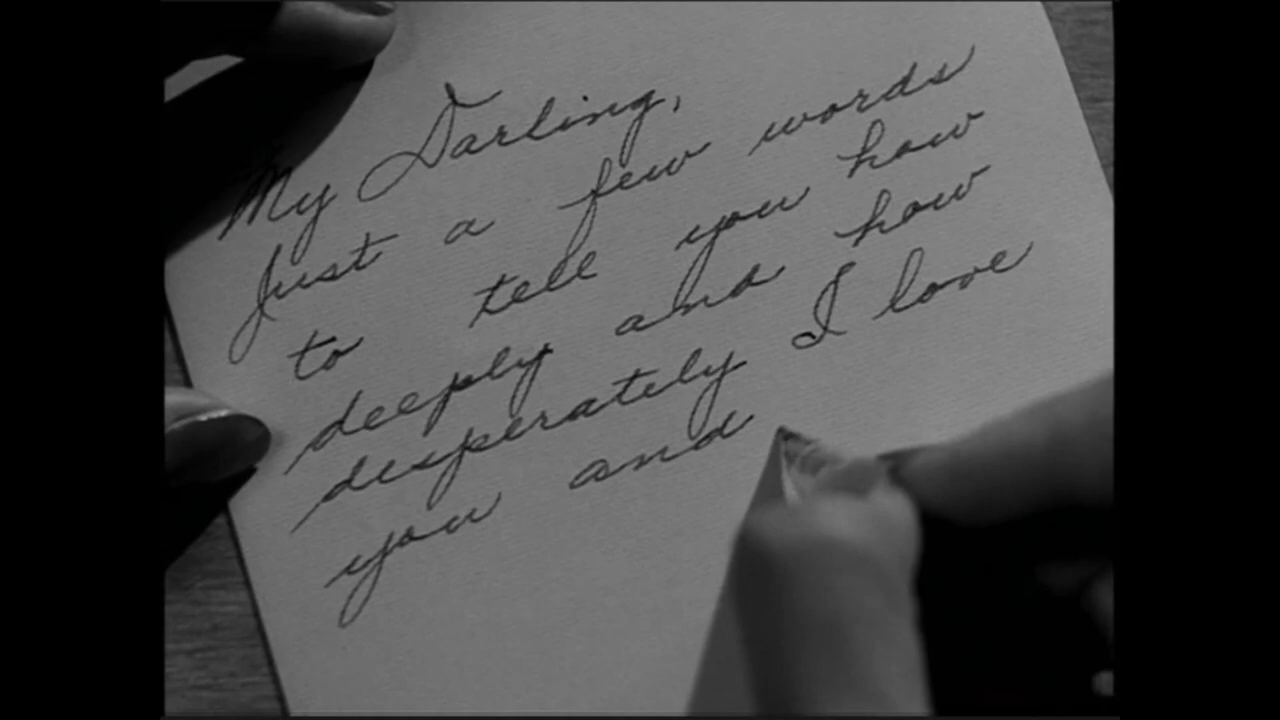 My Darling,
Just a few words
to tell you how
deeply and how
desperately I love
you and